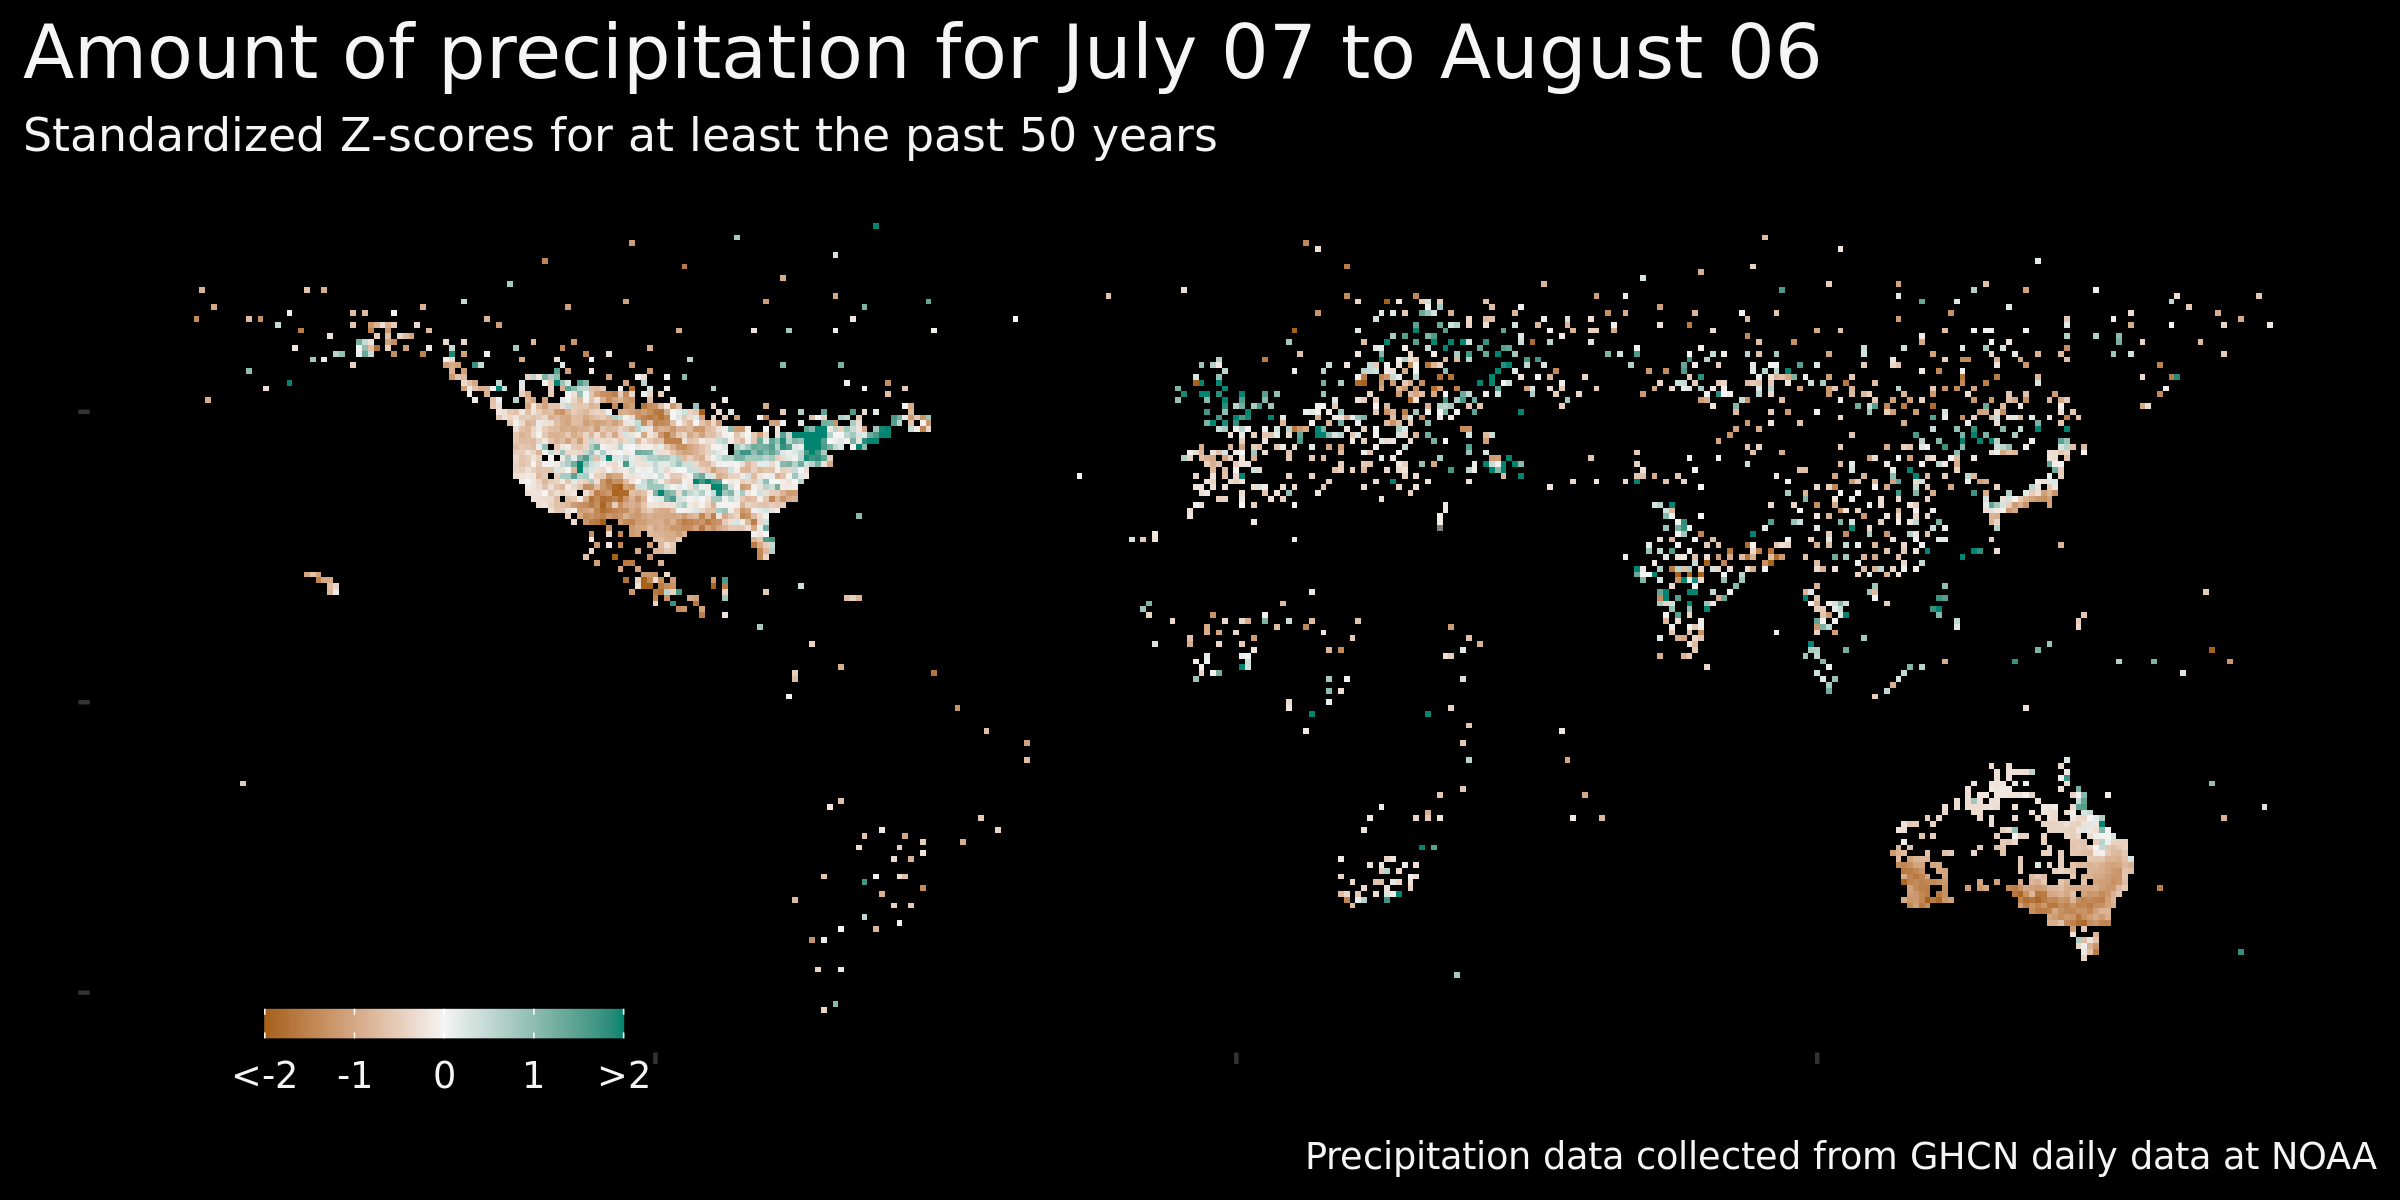 Amount of precipitation for July 07 to August 06
Standardized Z-scores for at least the past 50 years
<-2 -1 0 1 >2
Precipitation data collected from GHCN daily data at NOAA